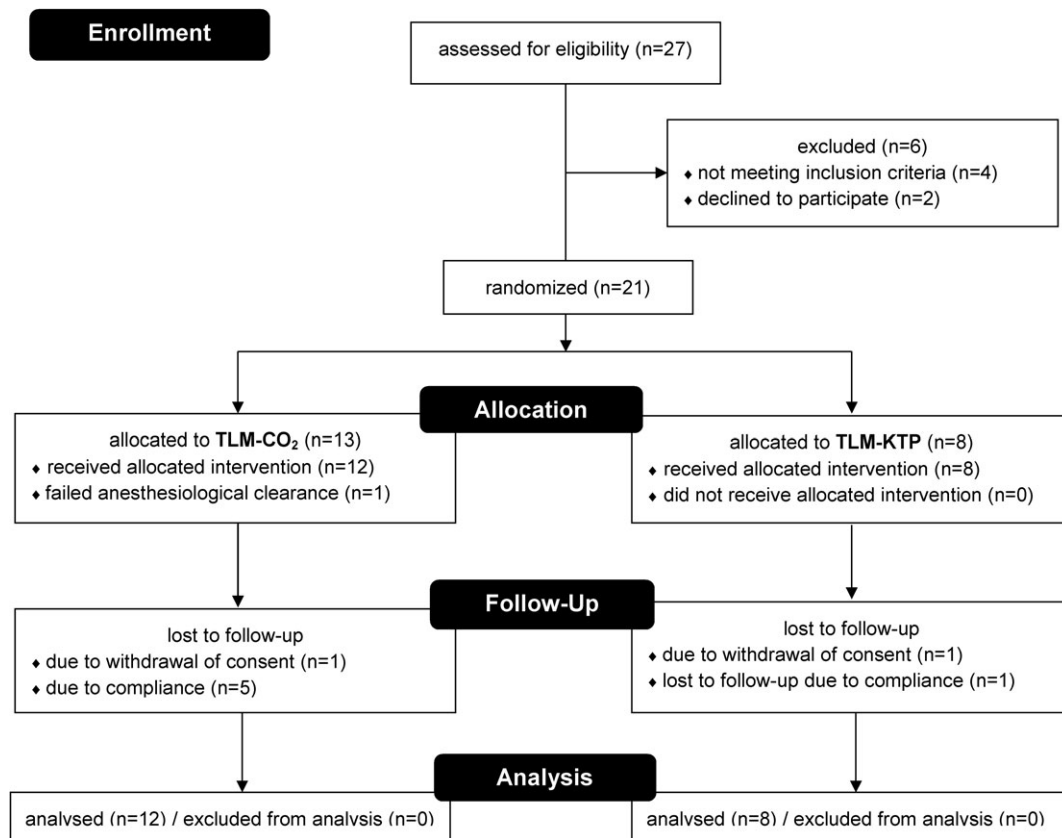 Enrollment
assessed for eligibility (n=27)
excluded (n=6)
♦ not meeting inclusion criteria (n=4)
♦ declined to participate (n=2)
randomized (n=21)
Allocation
allocated to TLM-CO₂ (n=13)
♦ received allocated intervention (n=12)
♦ failed anesthesiological clearance (n=1)
allocated to TLM-KTP (n=8)
♦ received allocated intervention (n=8)
♦ did not receive allocated intervention (n=0)
Follow-Up
lost to follow-up
♦ due to withdrawal of consent (n=1)
♦ due to compliance (n=5)
lost to follow-up
♦ due to withdrawal of consent (n=1)
♦ lost to follow-up due to compliance (n=1)
Analysis
analysed (n=12) / excluded from analysis (n=0)
analysed (n=8) / excluded from analysis (n=0)